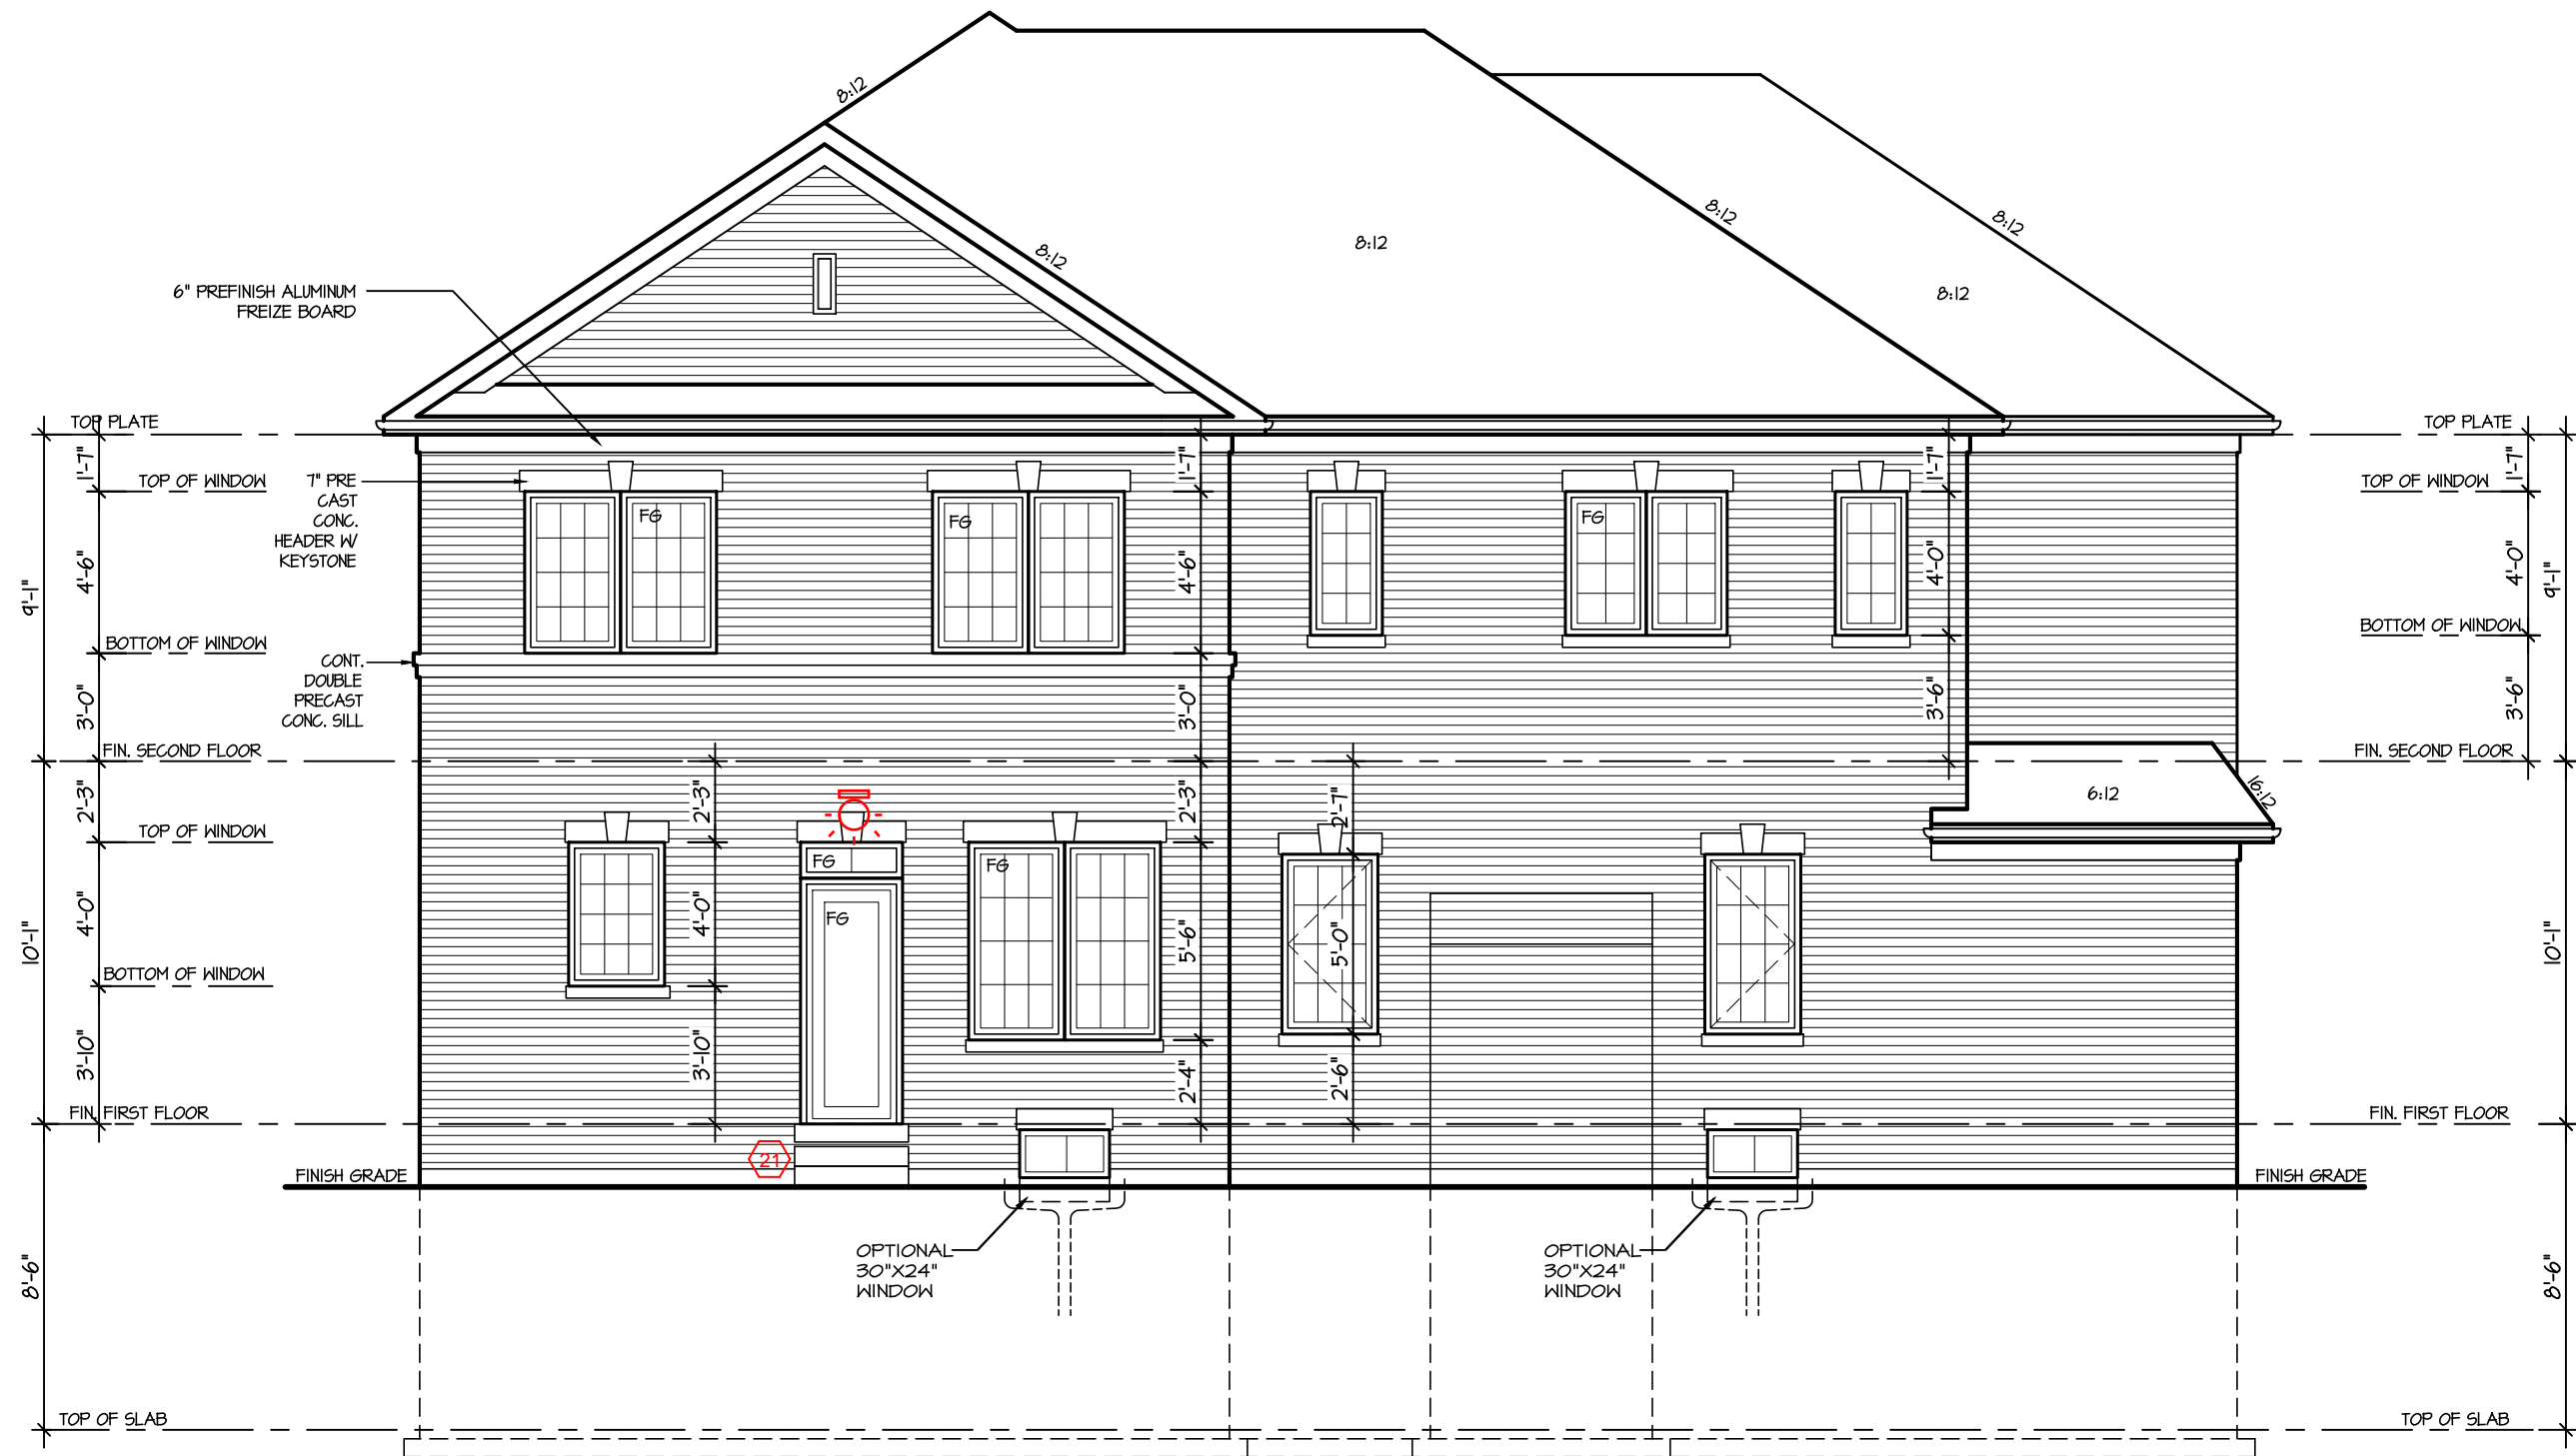 8:12
8:12
8:12
8:12
8:12
8:12
8:12
6" PREFINISH ALUMINUM
FREIZE BOARD
TOP PLATE
TOP PLATE
1'-7"
1'-7"
1'-7"
1'-7"
TOP OF WINDOW
TOP OF WINDOW
7" PRE
CAST
CONC.
HEADER W/
KEYSTONE
FG
FG
FG
9'-1"
4'-6"
4'-6"
4'-0"
4'-0"
9'-1"
BOTTOM OF WINDOW
BOTTOM OF WINDOW
CONT.
DOUBLE
PRECAST
CONC. SILL
3'-0"
3'-0"
3'-6"
3'-6"
FIN. SECOND FLOOR
FIN. SECOND FLOOR
2'-3"
2'-3"
2'-3"
2'-7"
6:12
16:12
TOP OF WINDOW
FG
FG
FG
10'-1"
4'-0"
4'-0"
5'-6"
5'-0"
10'-1"
BOTTOM OF WINDOW
3'-10"
3'-10"
2'-4"
2'-6"
FIN. FIRST FLOOR
FIN. FIRST FLOOR
21
FINISH GRADE
FINISH GRADE
8'-6"
OPTIONAL
30"X24"
WINDOW
OPTIONAL
30"X24"
WINDOW
8'-6"
TOP OF SLAB
TOP OF SLAB